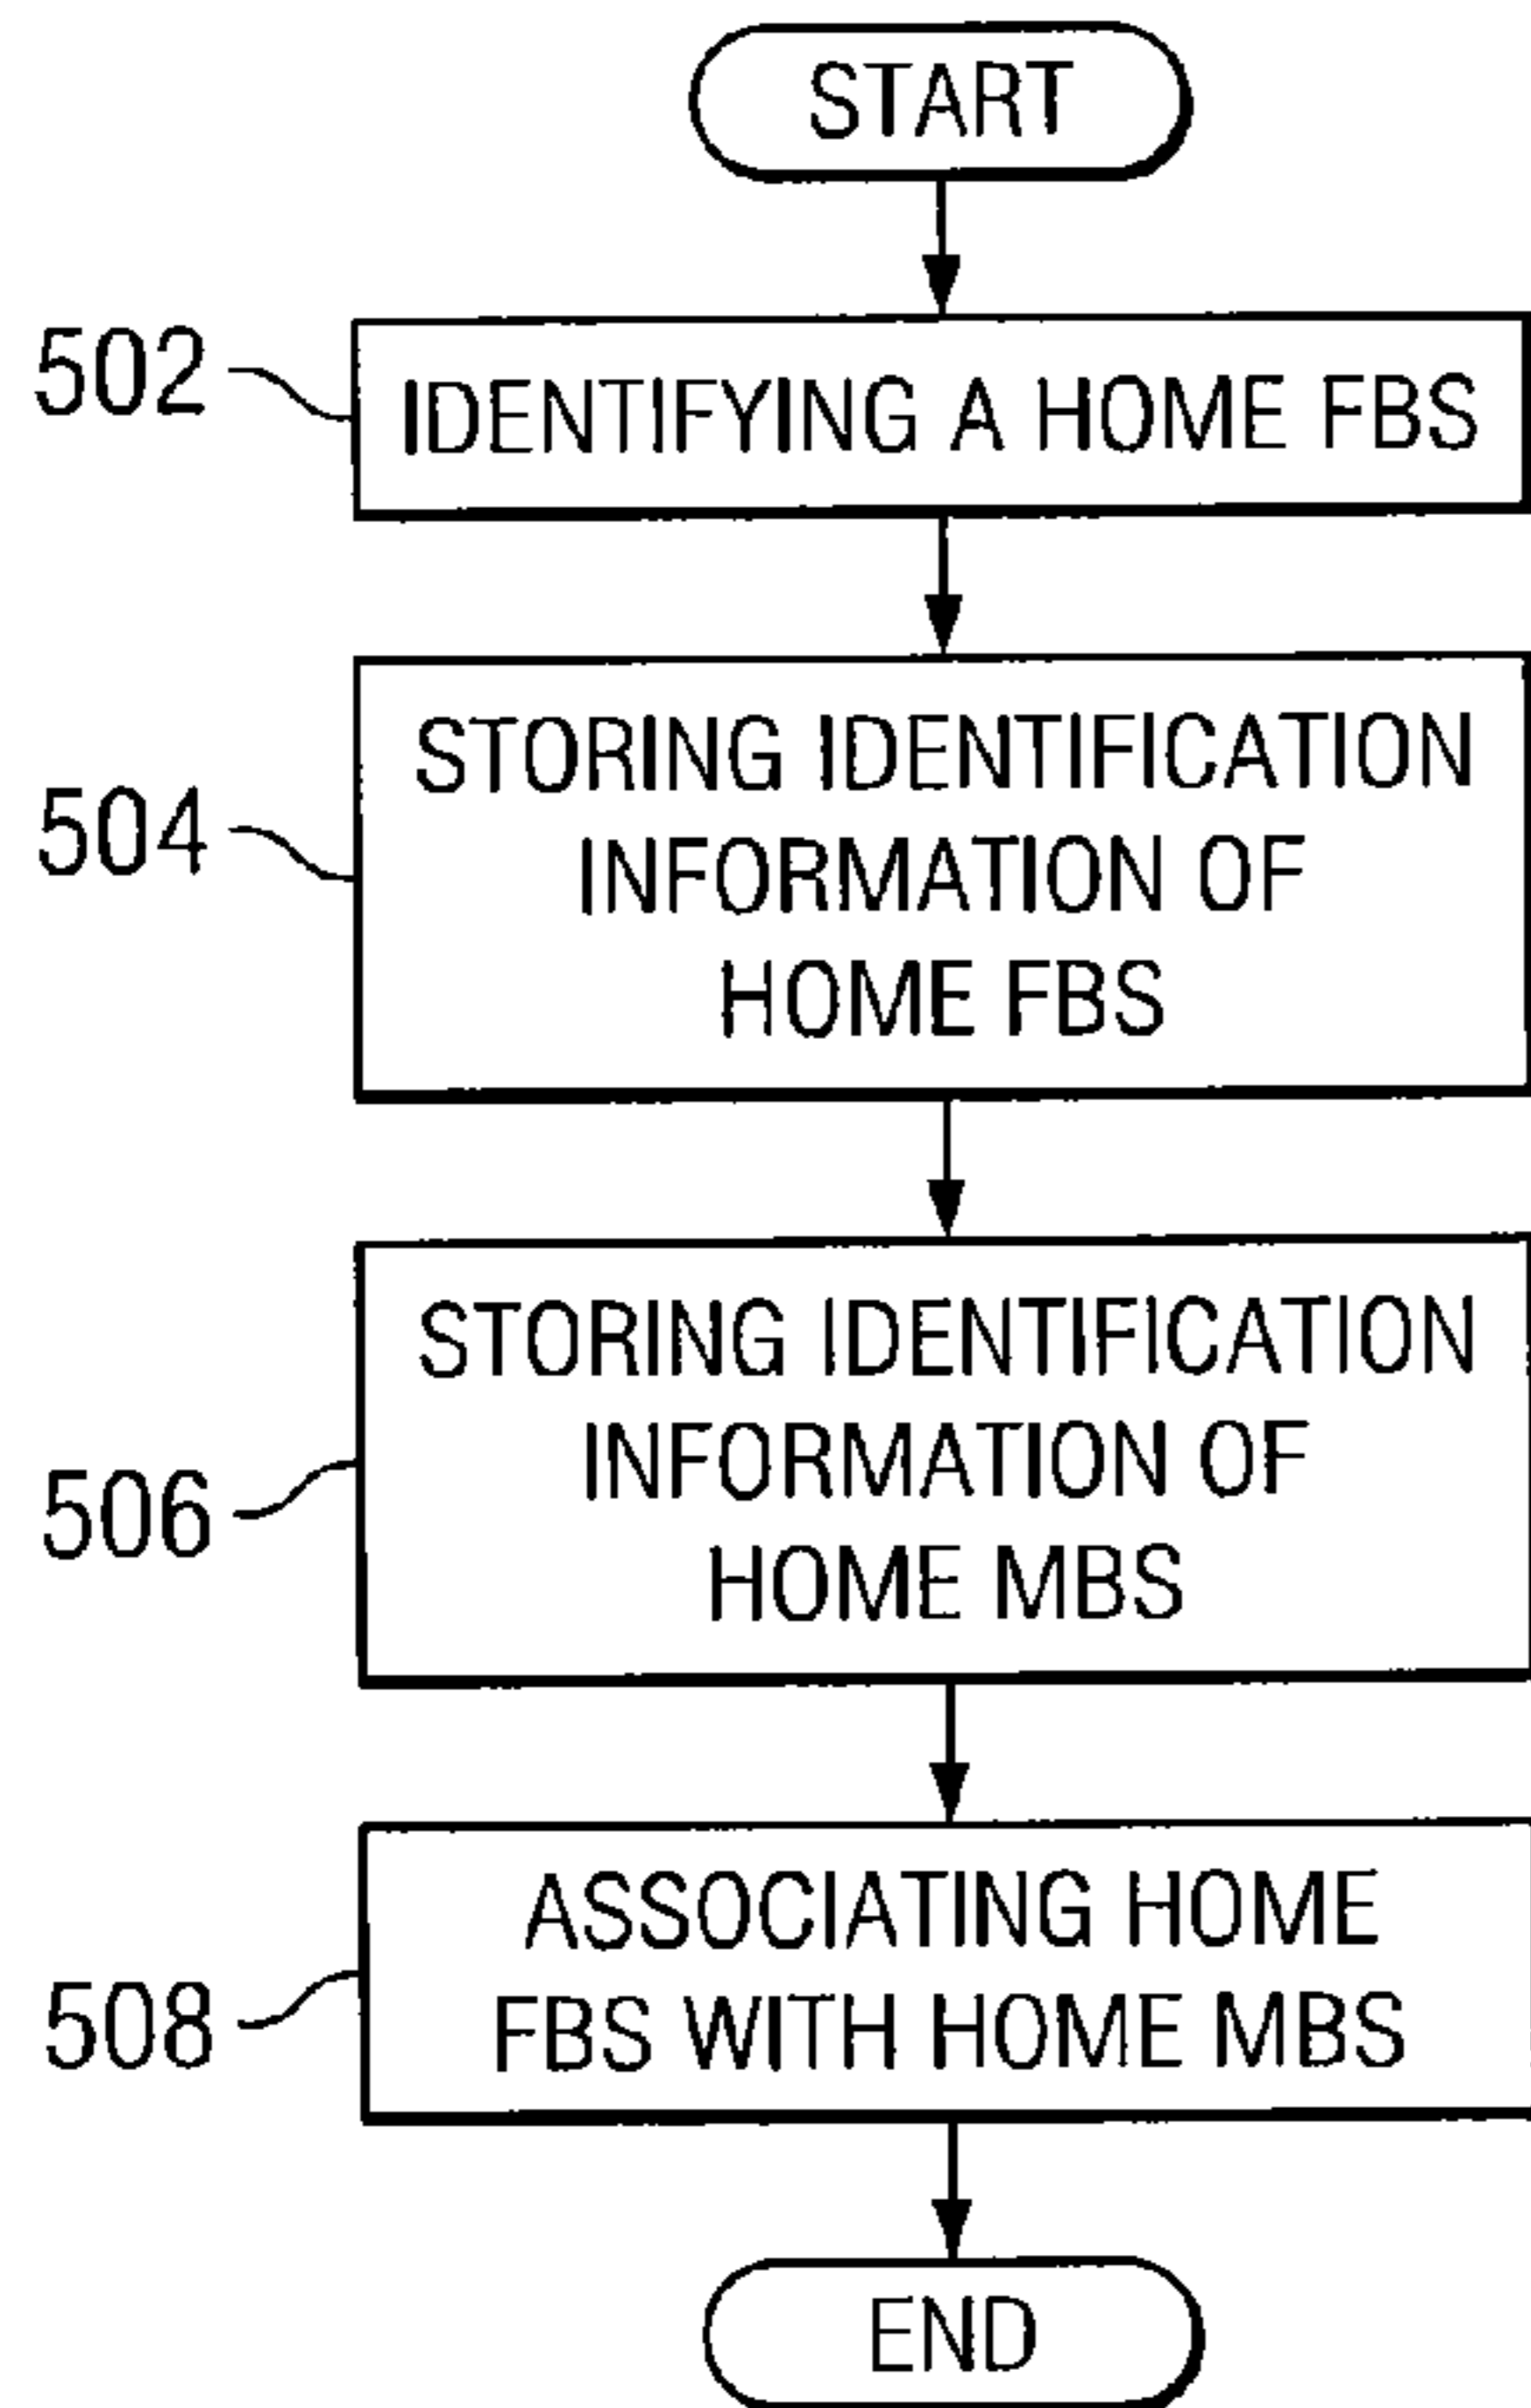 START
502
IDENTIFYING A HOME FBS
504
STORING IDENTIFICATION
INFORMATION OF
HOME FBS
506
STORING IDENTIFICATION
INFORMATION OF
HOME MBS
508
ASSOCIATING HOME
FBS WITH HOME MBS
END